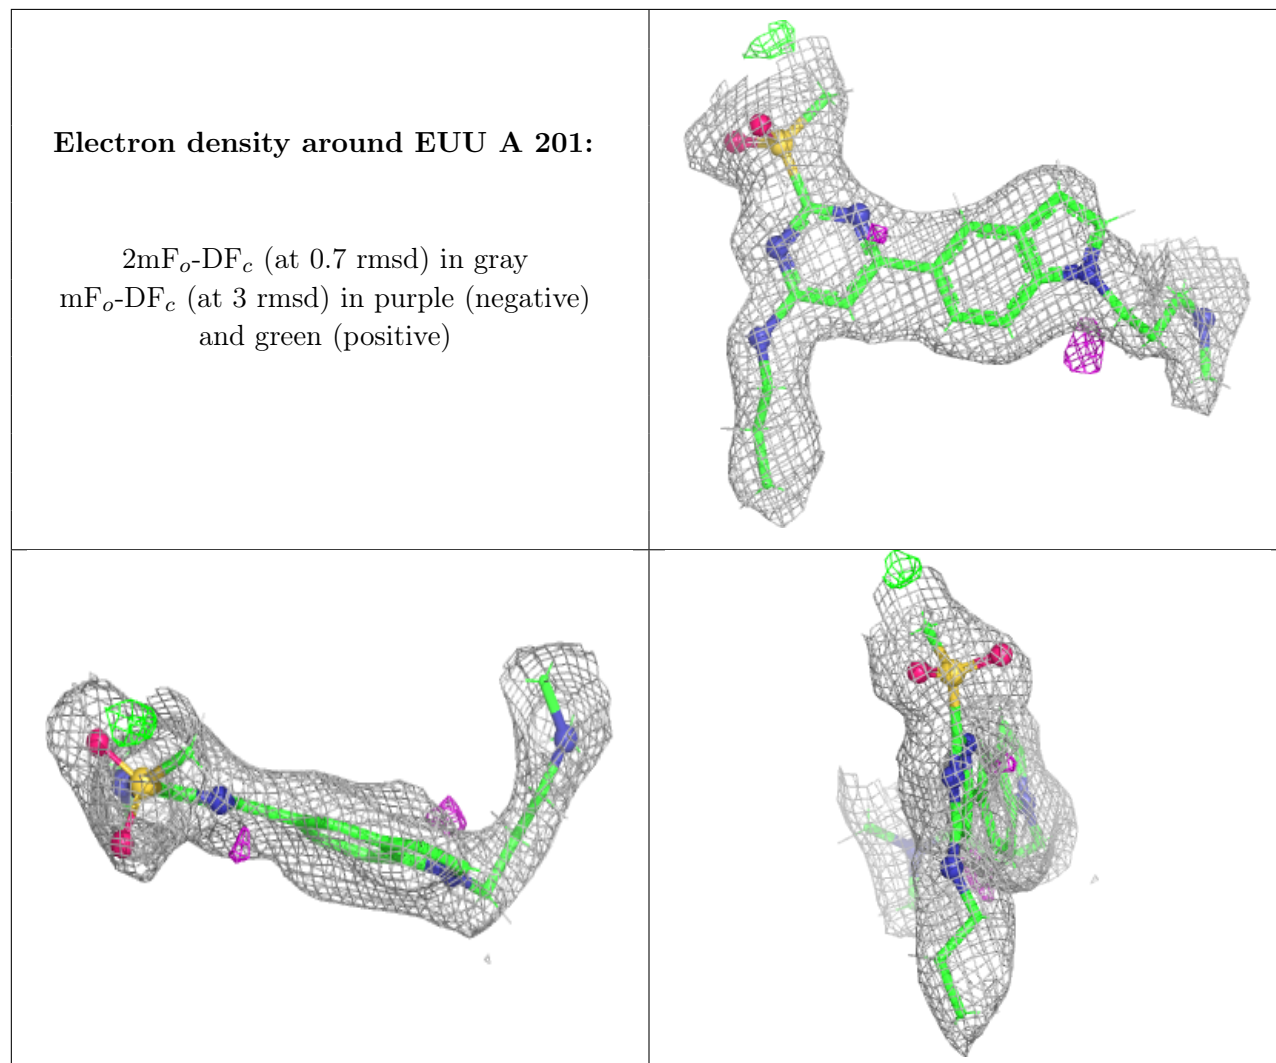 Electron density around EUU A 201:
2mFo-DFc (at 0.7 rmsd) in gray
mFo-DFc (at 3 rmsd) in purple (negative)
and green (positive)